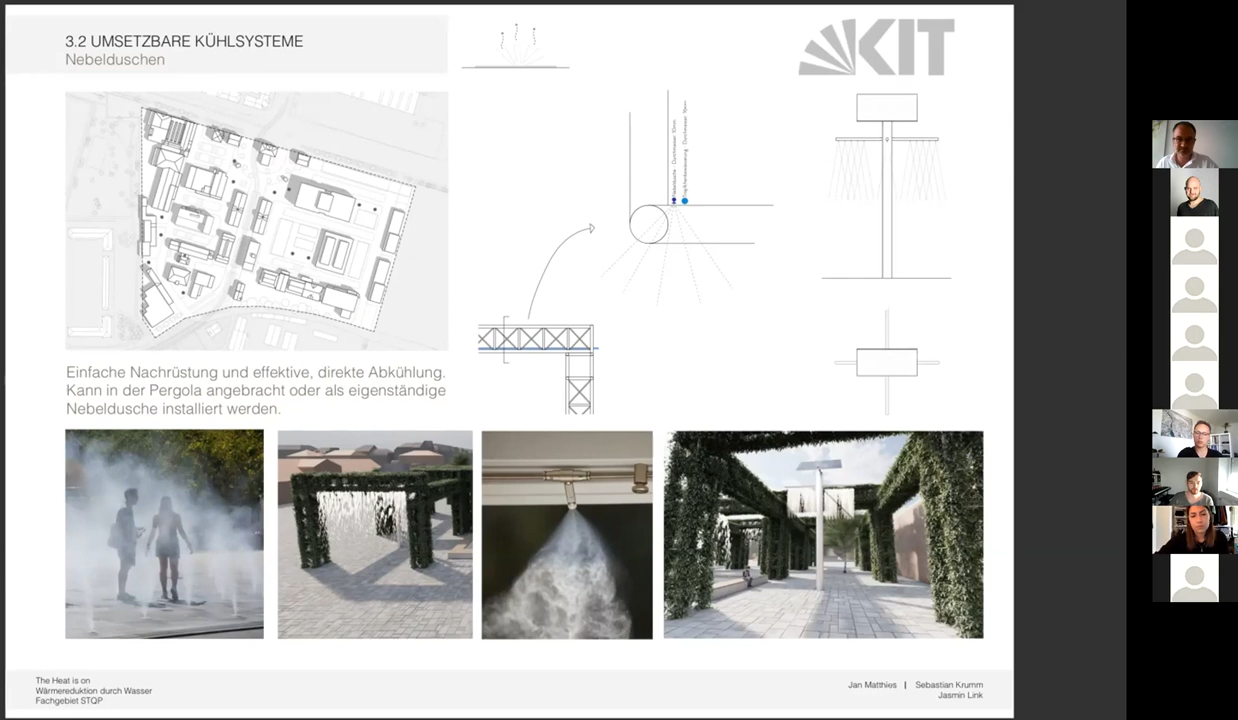 3.2 UMSETZBARE KÜHLSYSTEME
Nebelduschen
KIT
Einfache Nachrüstung und effektive, direkte Abkühlung.
Kann in der Pergola angebracht oder als eigenständige
Nebeldusche installiert werden.
The Heat is on
Wärmereduktion durch Wasser
Fachgebiet STQP
Jan Matthies | Sebastian Krumm
Jasmin Link